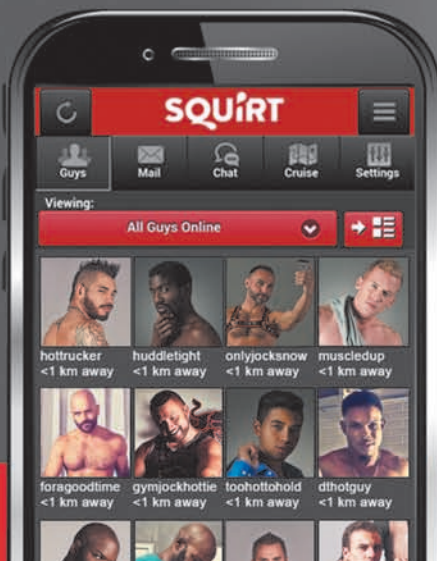 SQUiRT
Guys Mail Chat Cruise Settings
Viewing:
All Guys Online
hottrucker huddletight onlyjocksnow muscledup
<1 km away <1 km away <1 km away <1 km away
foragoodtime gymjockhottie toohottohold dthotguy
<1 km away <1 km away <1 km away <1 km away